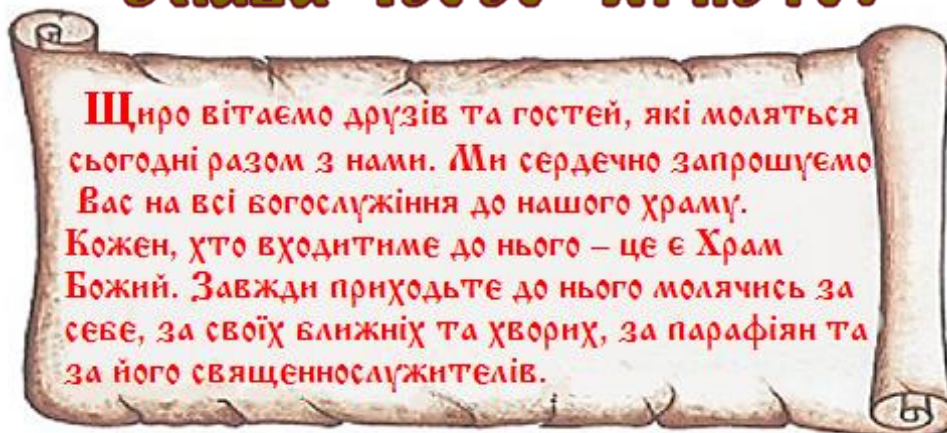 Щиро вітаємо друзів та гостей, які моляться
сьогодні разом з нами. Ми сердечно запрошуємо
Вас на всі богослужіння до нашого храму.
Кожен, хто входитиме до нього – це є Храм
Божий. Завжди приходьте до нього молячись за
себе, за своїх ближніх та хворих, за парафіян та
за його священнослужителів.